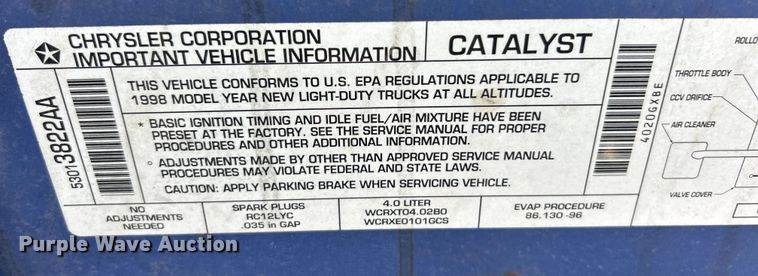 CHRYSLER CORPORATION
IMPORTANT VEHICLE INFORMATION
CATALYST
THIS VEHICLE CONFORMS TO U.S. EPA REGULATIONS APPLICABLE TO
1998 MODEL YEAR NEW LIGHT-DUTY TRUCKS AT ALL ALTITUDES.
* BASIC IGNITION TIMING AND IDLE FUEL/AIR MIXTURE HAVE BEEN
PRESET AT THE FACTORY. SEE THE SERVICE MANUAL FOR PROPER
PROCEDURES AND OTHER ADDITIONAL INFORMATION.
° ADJUSTMENTS MADE BY OTHER THAN APPROVED SERVICE MANUAL
PROCEDURES MAY VIOLATE FEDERAL AND STATE LAWS.
CAUTION: APPLY PARKING BRAKE WHEN SERVICING VEHICLE.
53013822AA
4020GXBE
NO
ADJUSTMENTS
NEEDED
SPARK PLUGS
RC12LYC
.035 in GAP
4.0 LITER
WCRXT04.02B0
WCRXE0101GCS
EVAP PROCEDURE
86.130-96
ROLLO
THROTTLE BODY
CCV ORIFICE
AIR CLEANER
VALVE COVER
Purple Wave Auction